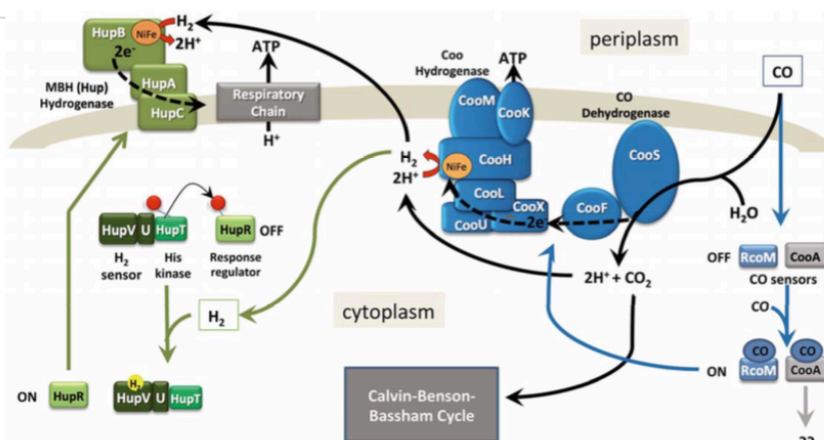 HupB
NiFe
H₂
2H⁺
2e⁻
MBH (Hup)
Hydrogenase
HupA
HupC
ATP
Respiratory
Chain
H⁺
Coo
Hydrogenase
ATP
periplasm
CO
CooM
CooK
CO
Dehydrogenase
CooS
H₂
2H⁺
NiFe
CooH
CooL
CooX
CooU
2e⁻
CooF
H₂O
HupV U HupT
HupR OFF
H₂
sensor
His
kinase
Response
regulator
OFF RcoM CooA
CO sensors
2H⁺ + CO₂
H₂
cytoplasm
CO
CO CO
ON RcoM CooA
ON HupR
H₂
HupV U HupT
Calvin-Benson-
Bassham Cycle